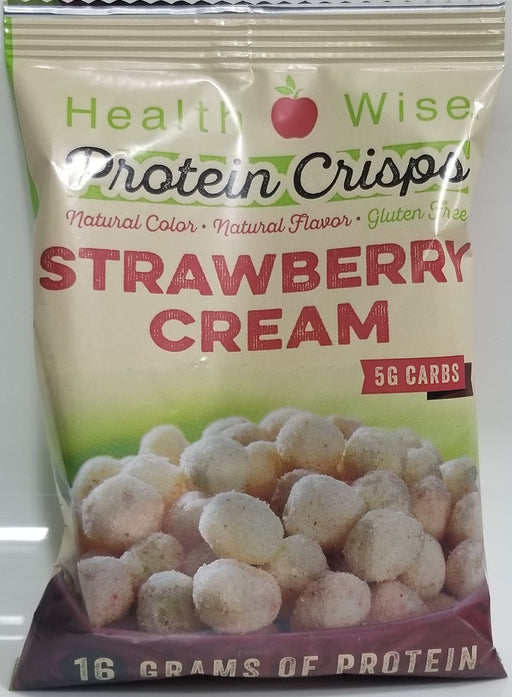 Health Wise
Protein Crisps
Natural Color • Natural Flavor • Gluten Free
STRAWBERRY
CREAM
5G CARBS
16 GRAMS OF PROTEIN